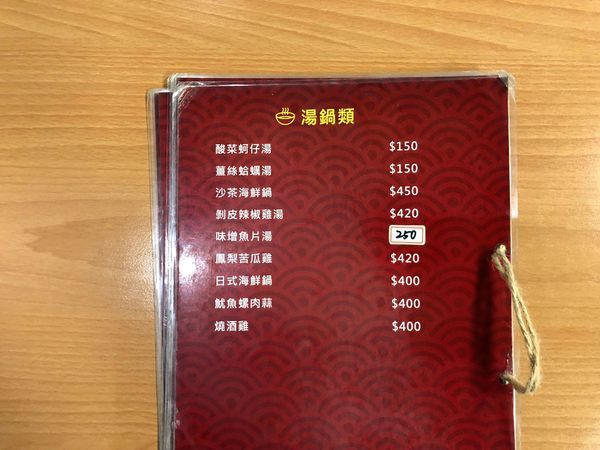 湯鍋類
酸菜蚵仔湯 $150
薑絲蛤蠣湯 $150
沙茶海鮮鍋 $450
剝皮辣椒雞湯 $420
味增魚片湯 250
鳳梨苦瓜雞 $420
日式海鮮鍋 $400
魷魚螺肉蒜 $400
燒酒雞 $400